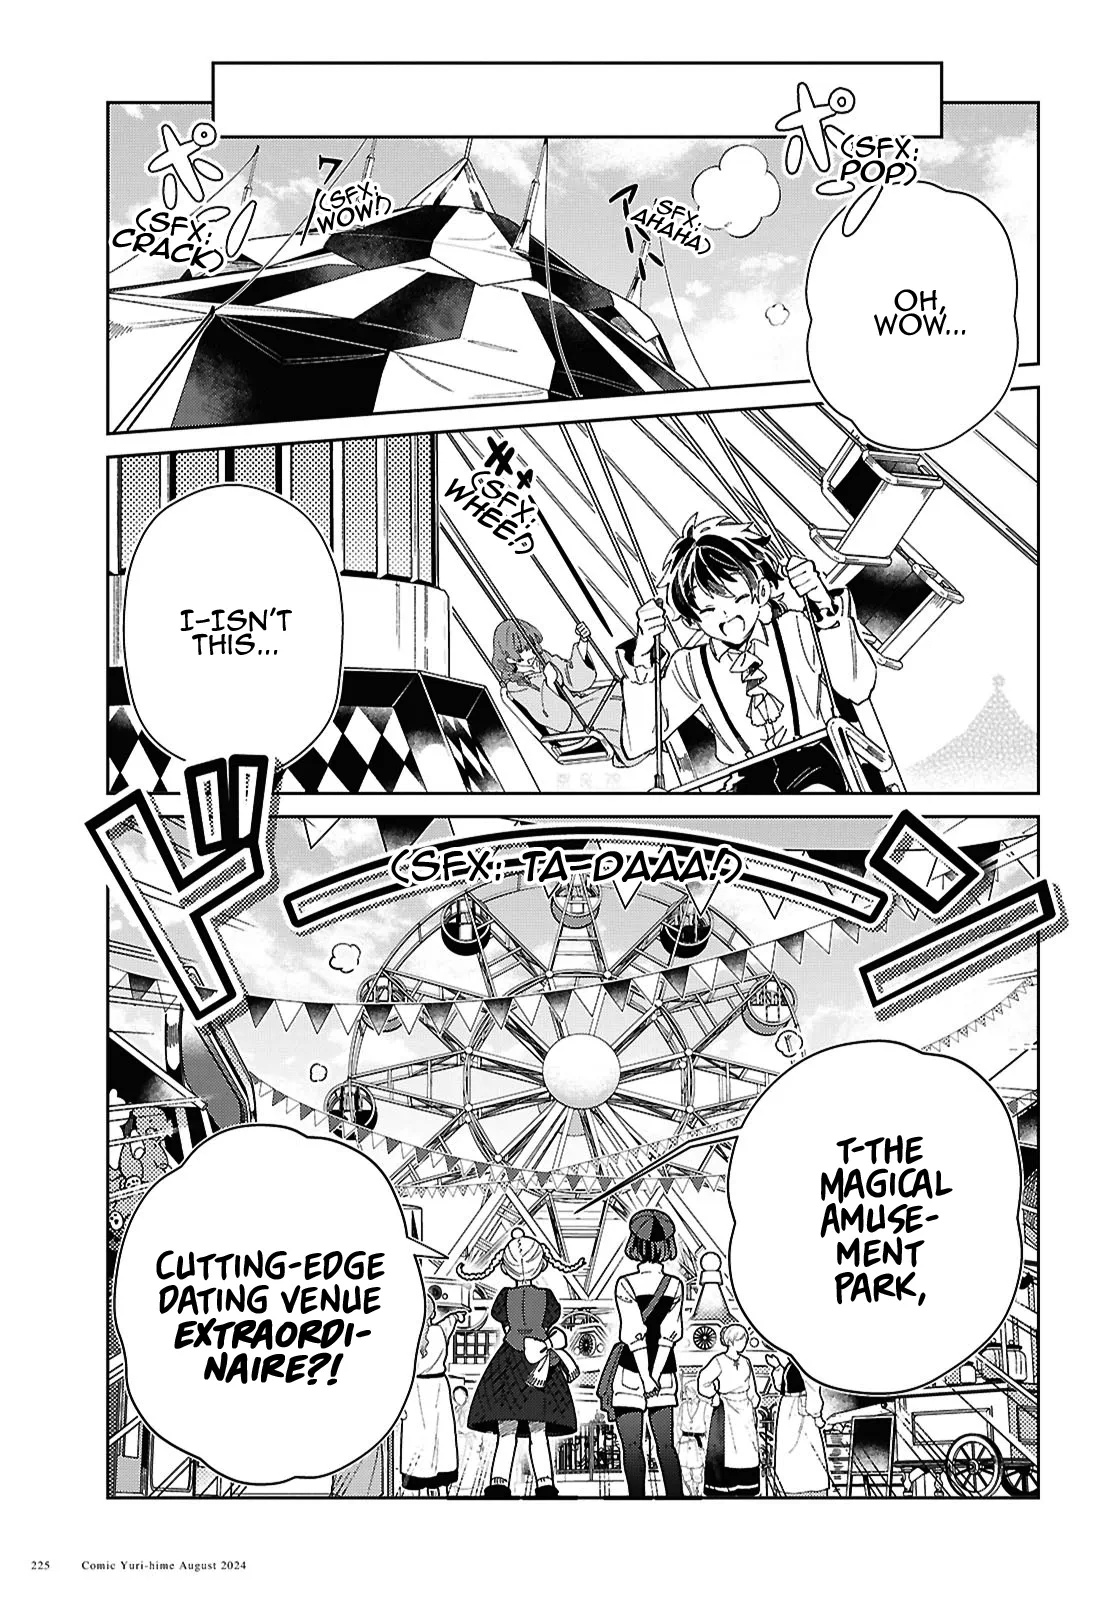 ポ
(SFX:
POP)
ポ
(SFX:
CRACK)
ワ
(SFX:
WOW!)
(SFX:
AHAHA)
OH,
WOW...
キャ
(SFX:
WHEE!)
I-ISN'T
THIS...
ドーン
(SFX: TA-DAAA!)
T-THE
MAGICAL
AMUSE-
MENT
PARK,
CUTTING-EDGE
DATING VENUE
EXTRAORDI-
NAIRE?!
225 Comic Yuri-hime August 2024